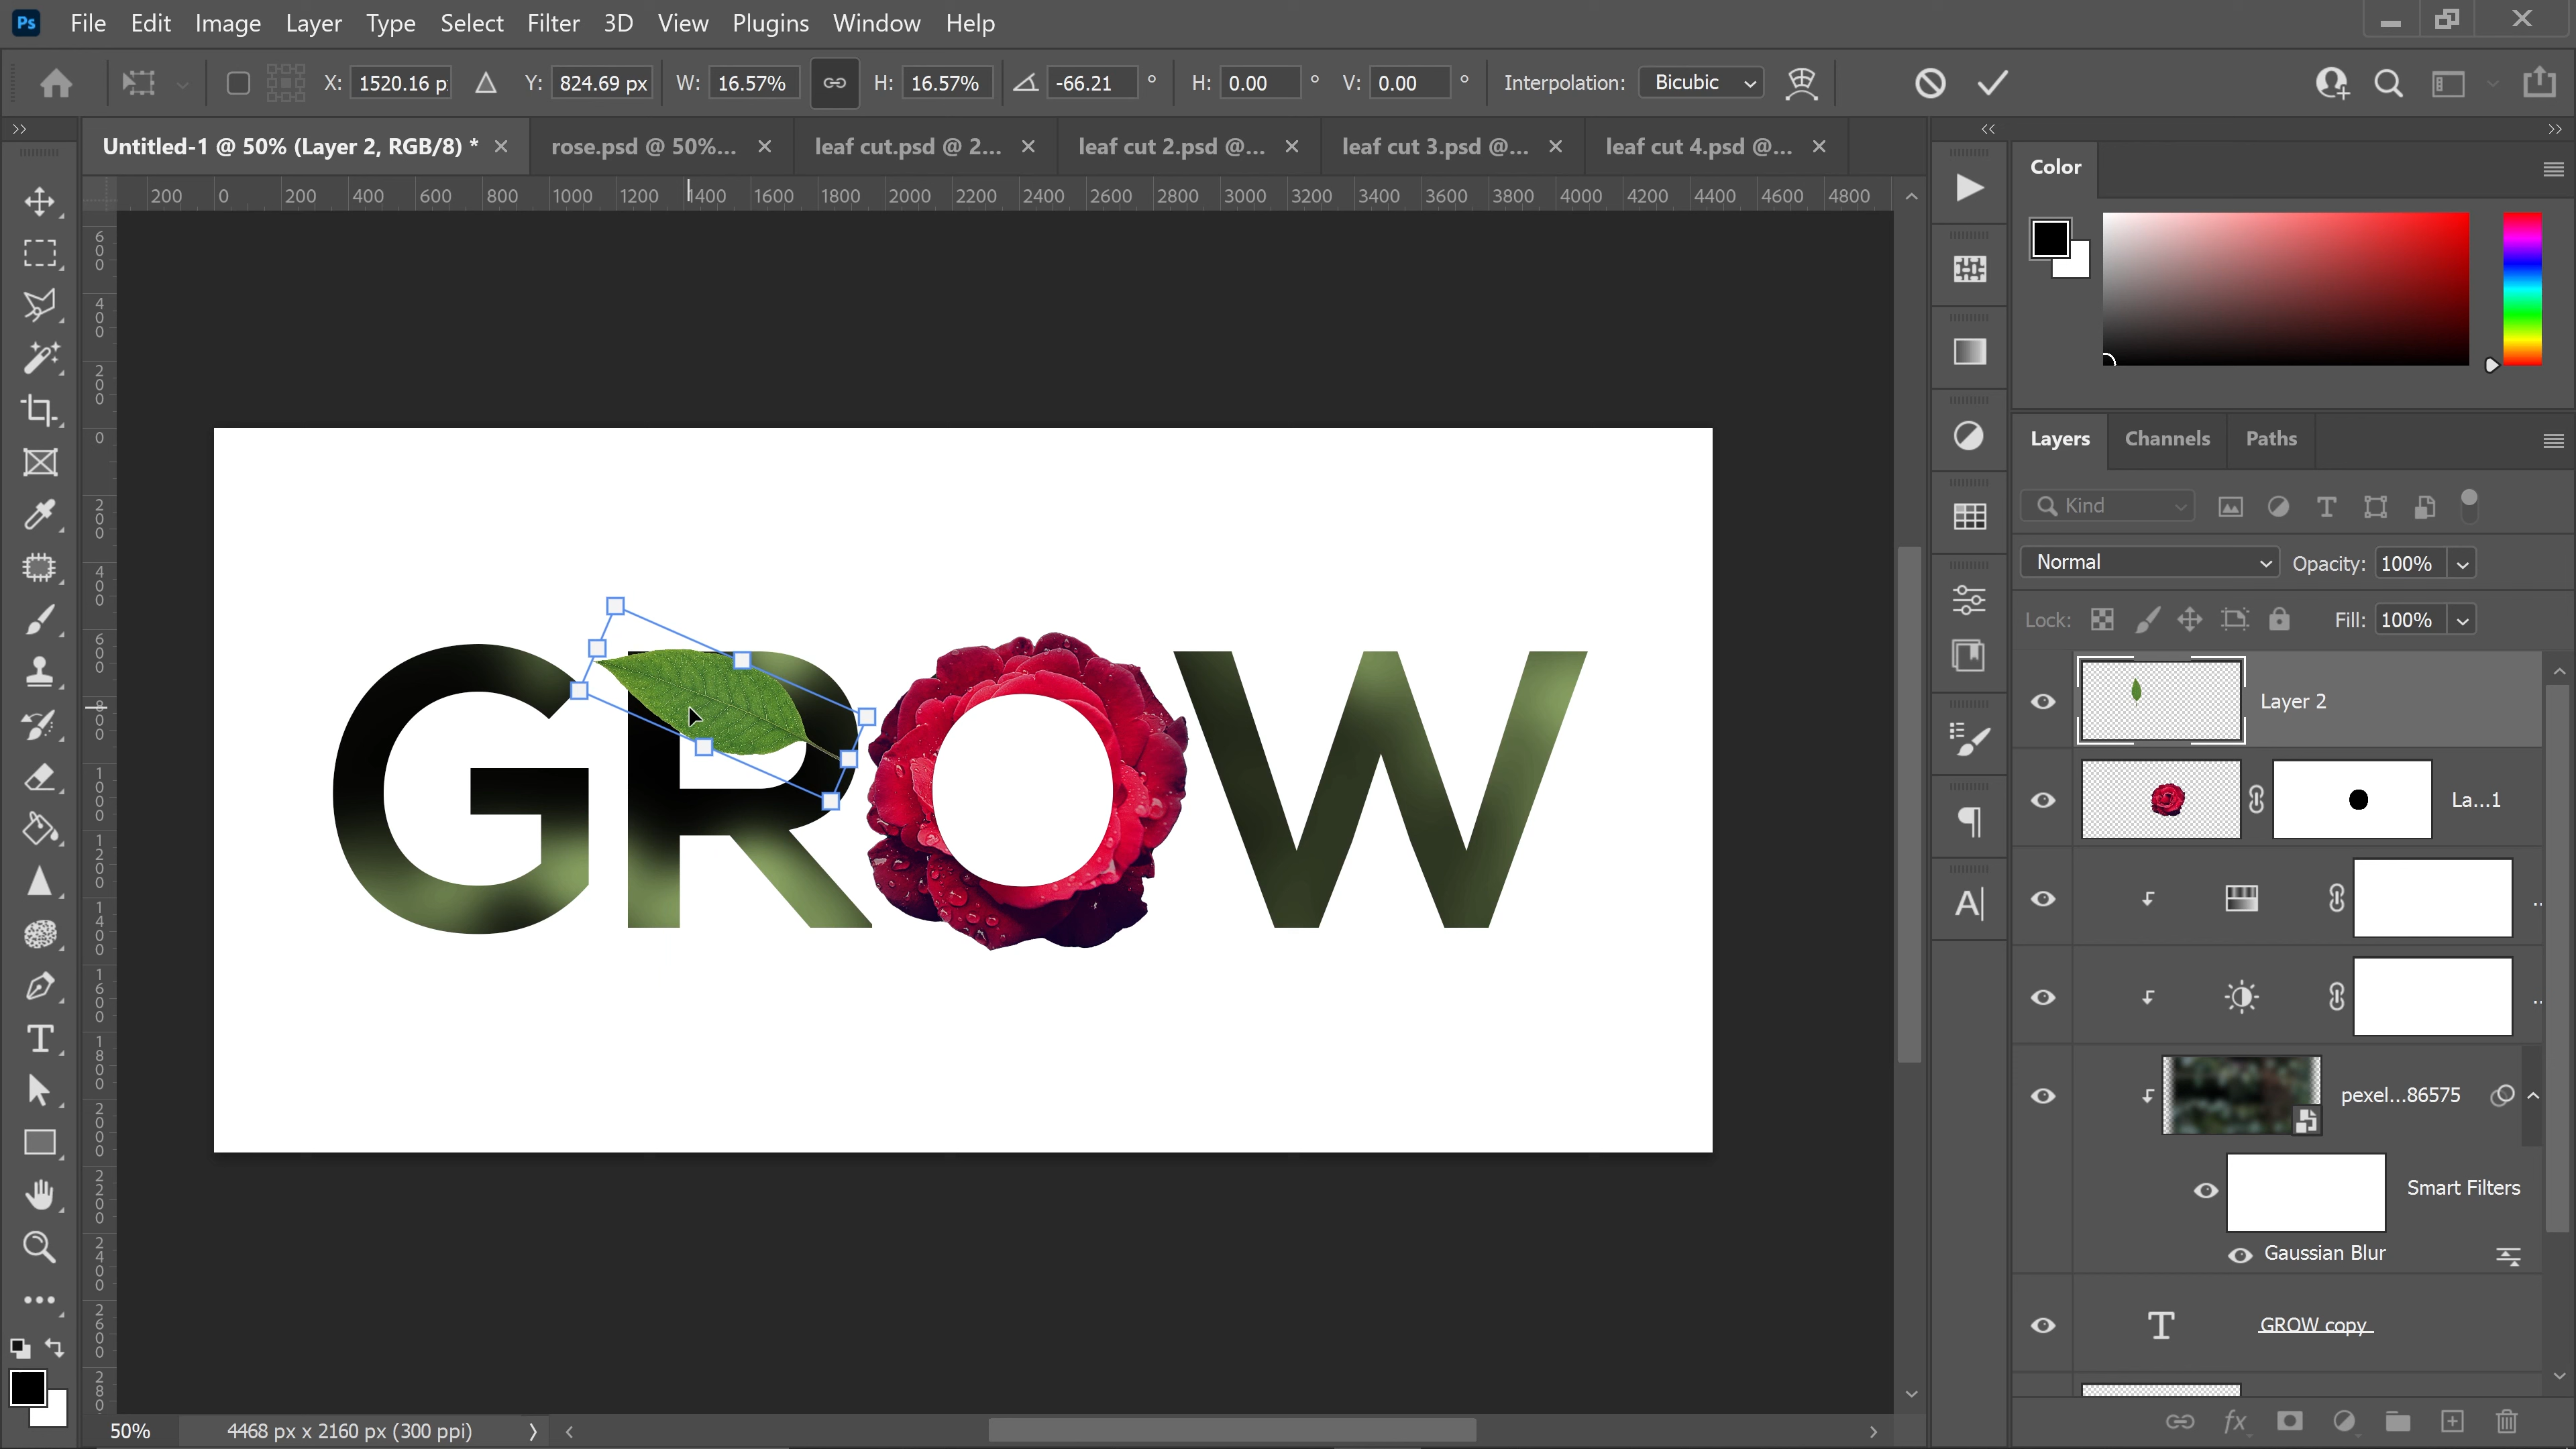 Ps File Edit Image Layer Type Select Filter 3D View Plugins Window Help
X: 1520.16 p Y: 824.69 px W: 16.57% H: 16.57% -66.21 ° H: 0.00 ° V: 0.00 ° Interpolation: Bicubic
Untitled-1 @ 50% (Layer 2, RGB/8) * rose.psd @ 50%... leaf cut.psd @ 2... leaf cut 2.psd @... leaf cut 3.psd @... leaf cut 4.psd @...
200 0 200 400 600 800 1000 1200 1400 1600 1800 2000 2200 2400 2600 2800 3000 3200 3400 3600 3800 4000 4200 4400 4600 4800
600
400
200
0
200
400
600
800
1000
1200
1400
1600
1800
2000
2200
2400
2600
280
GROW
Color
Layers Channels Paths
Kind
Normal Opacity: 100%
Lock: Fill: 100%
Layer 2
La...1
..
..
pexel...86575
Smart Filters
Gaussian Blur
GROW copy
fx
50% 4468 px x 2160 px (300 ppi)